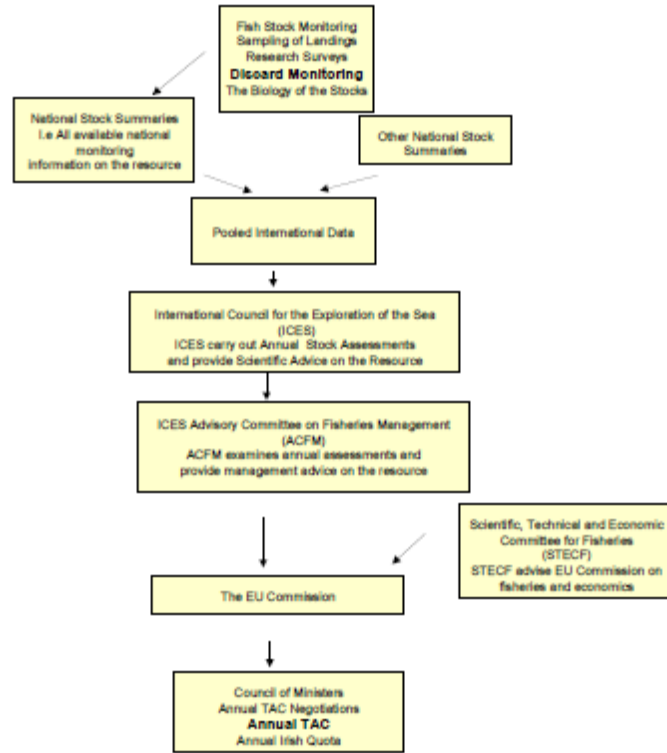 Fish Stock Monitoring
Sampling of Landings
Research Surveys
Discard Monitoring
The Biology of the Stocks
National Stock Summaries
I.e All available national
monitoring
information on the resource
Other National Stock
Summaries
Pooled International Data
International Council for the Exploration of the Sea
(ICES)
ICES carry out Annual Stock Assessments
and provide Scientific Advice on the Resource
ICES Advisory Committee on Fisheries Management
(ACFM)
ACFM examines annual assessments and
provide management advice on the resource
Scientific, Technical and Economic
Committee for Fisheries
(STECF)
STECF advise EU Commission on
fisheries and economics
The EU Commission
Council of Ministers
Annual TAC Negotiations
Annual TAC
Annual Irish Quota